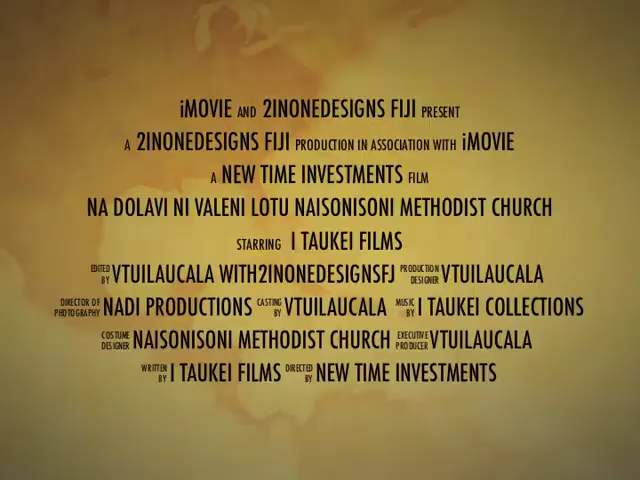 iMOVIE AND 2INONEDESIGNS FIJI PRESENT
A 2INONEDESIGNS FIJI PRODUCTION IN ASSOCIATION WITH iMOVIE
A NEW TIME INVESTMENTS FILM
NA DOLAVI NI VALENI LOTU NAISONISONI METHODIST CHURCH
STARRING I TAUKEI FILMS
EDITED BY VTUILAUCALA WITH2INONEDESIGNSFJ PRODUCTION DESIGNER VTUILAUCALA
DIRECTOR OF PHOTOGRAPHY NADI PRODUCTIONS CASTING BY VTUILAUCALA MUSIC BY I TAUKEI COLLECTIONS
COSTUME DESIGNER NAISONISONI METHODIST CHURCH EXECUTIVE PRODUCER VTUILAUCALA
WRITTEN BY I TAUKEI FILMS DIRECTED BY NEW TIME INVESTMENTS